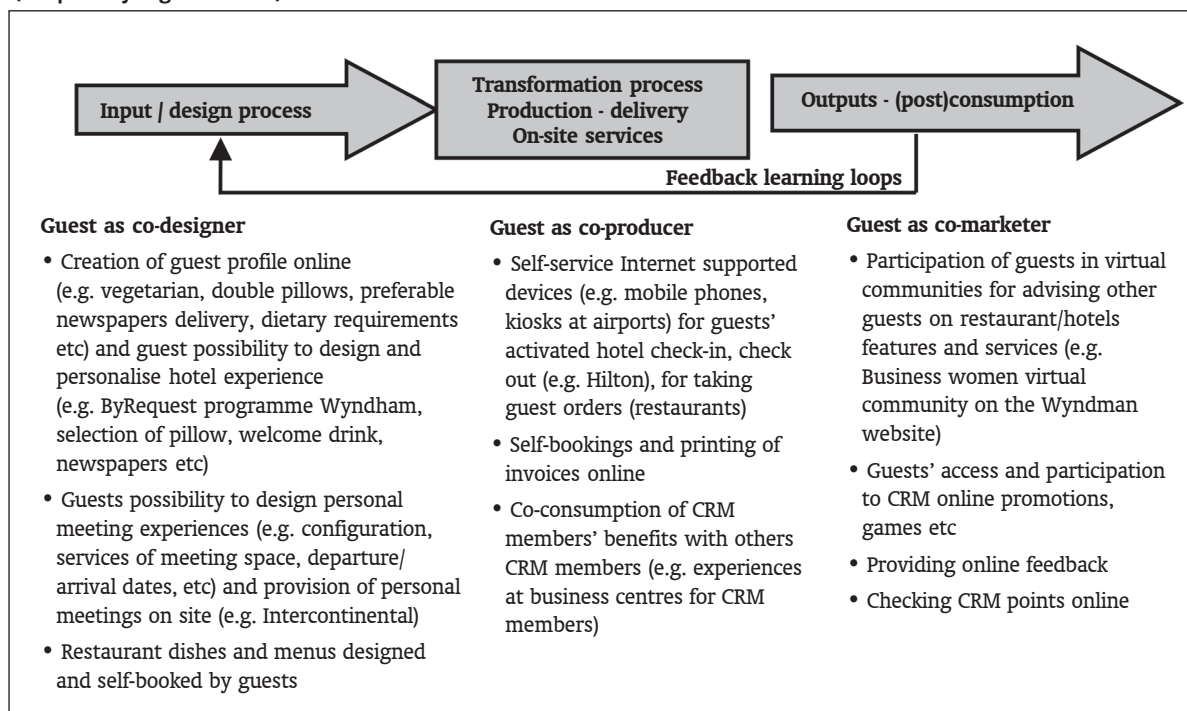 Input / design process
Transformation process
Production - delivery
On-site services
Outputs - (post)consumption
Feedback learning loops
Guest as co-designer
• Creation of guest profile online
(e.g. vegetarian, double pillows, preferable
newspapers delivery, dietary requirements
etc) and guest possibility to design and
personalise hotel experience
(e.g. ByRequest programme Wyndham,
selection of pillow, welcome drink,
newspapers etc)
• Guests possibility to design personal
meeting experiences (e.g. configuration,
services of meeting space, departure/
arrival dates, etc) and provision of personal
meetings on site (e.g. Intercontinental)
• Restaurant dishes and menus designed
and self-booked by guests
Guest as co-producer
• Self-service Internet supported
devices (e.g. mobile phones,
kiosks at airports) for guests’
activated hotel check-in, check
out (e.g. Hilton), for taking
guest orders (restaurants)
• Self-bookings and printing of
invoices online
• Co-consumption of CRM
members’ benefits with others
CRM members (e.g. experiences
at business centres for CRM
members)
Guest as co-marketer
• Participation of guests in virtual
communities for advising other
guests on restaurant/hotels
features and services (e.g.
Business women virtual
community on the Wyndman
website)
• Guests’ access and participation
to CRM online promotions,
games etc
• Providing online feedback
• Checking CRM points online